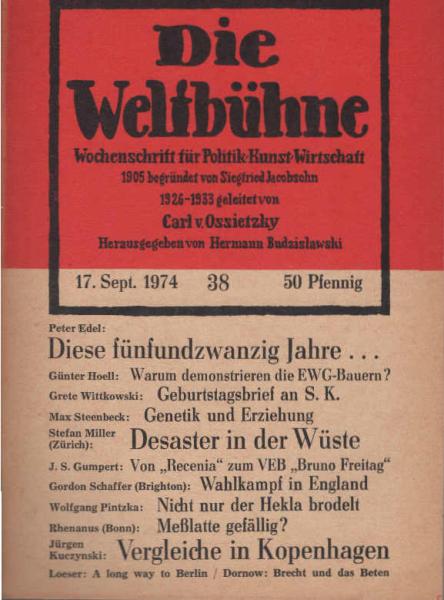 Die
Weltbühne
Wochenschrift für Politik·Kunst·Wirtschaft
1905 begründet von Siegfried Jacobsohn
1926-1933 geleitet von
Carl v. Ossietzky
Herausgegeben von Hermann Budzislawski
17. Sept. 1974 38 50 Pfennig
Peter Edel:
Diese fünfundzwanzig Jahre . . .
Günter Hoell: Warum demonstrieren die EWG-Bauern?
Grete Wittkowski: Geburtstagsbrief an S. K.
Max Steenbeck: Genetik und Erziehung
Stefan Miller
(Zürich): Desaster in der Wüste
J. S. Gumpert: Von „Recenia“ zum VEB „Bruno Freitag“
Gordon Schaffer (Brighton): Wahlkampf in England
Wolfgang Pintzka: Nicht nur der Hekla brodelt
Rhenanus (Bonn): Meßlatte gefällig?
Jürgen
Kuczynski: Vergleiche in Kopenhagen
Loeser: A long way to Berlin / Dornow: Brecht und das Beten